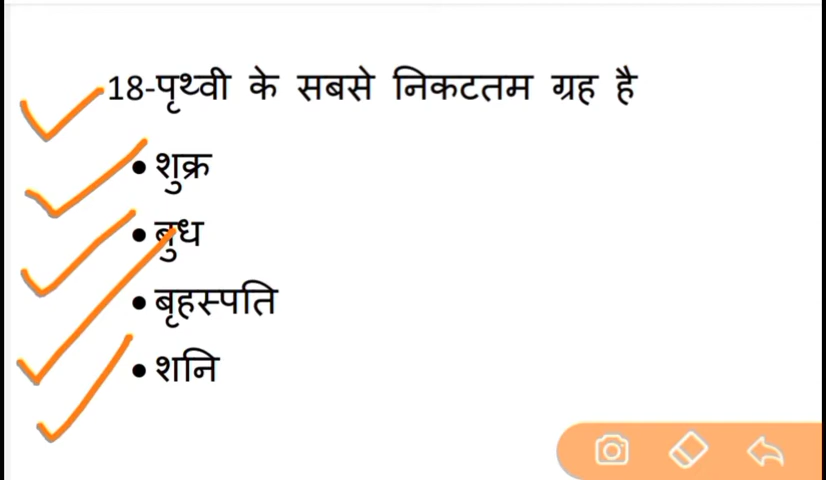 18-पृथ्वी के सबसे निकटतम ग्रह है
• शुक्र
• बुध
• बृहस्पति
• शनि